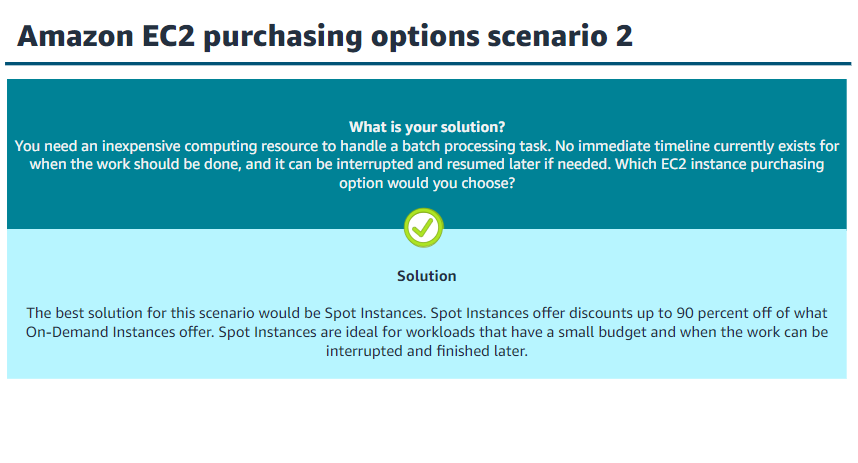 Amazon EC2 purchasing options scenario 2
What is your solution?
You need an inexpensive computing resource to handle a batch processing task. No immediate timeline currently exists for
when the work should be done, and it can be interrupted and resumed later if needed. Which EC2 instance purchasing
option would you choose?
Solution
The best solution for this scenario would be Spot Instances. Spot Instances offer discounts up to 90 percent off of what
On-Demand Instances offer. Spot Instances are ideal for workloads that have a small budget and when the work can be
interrupted and finished later.